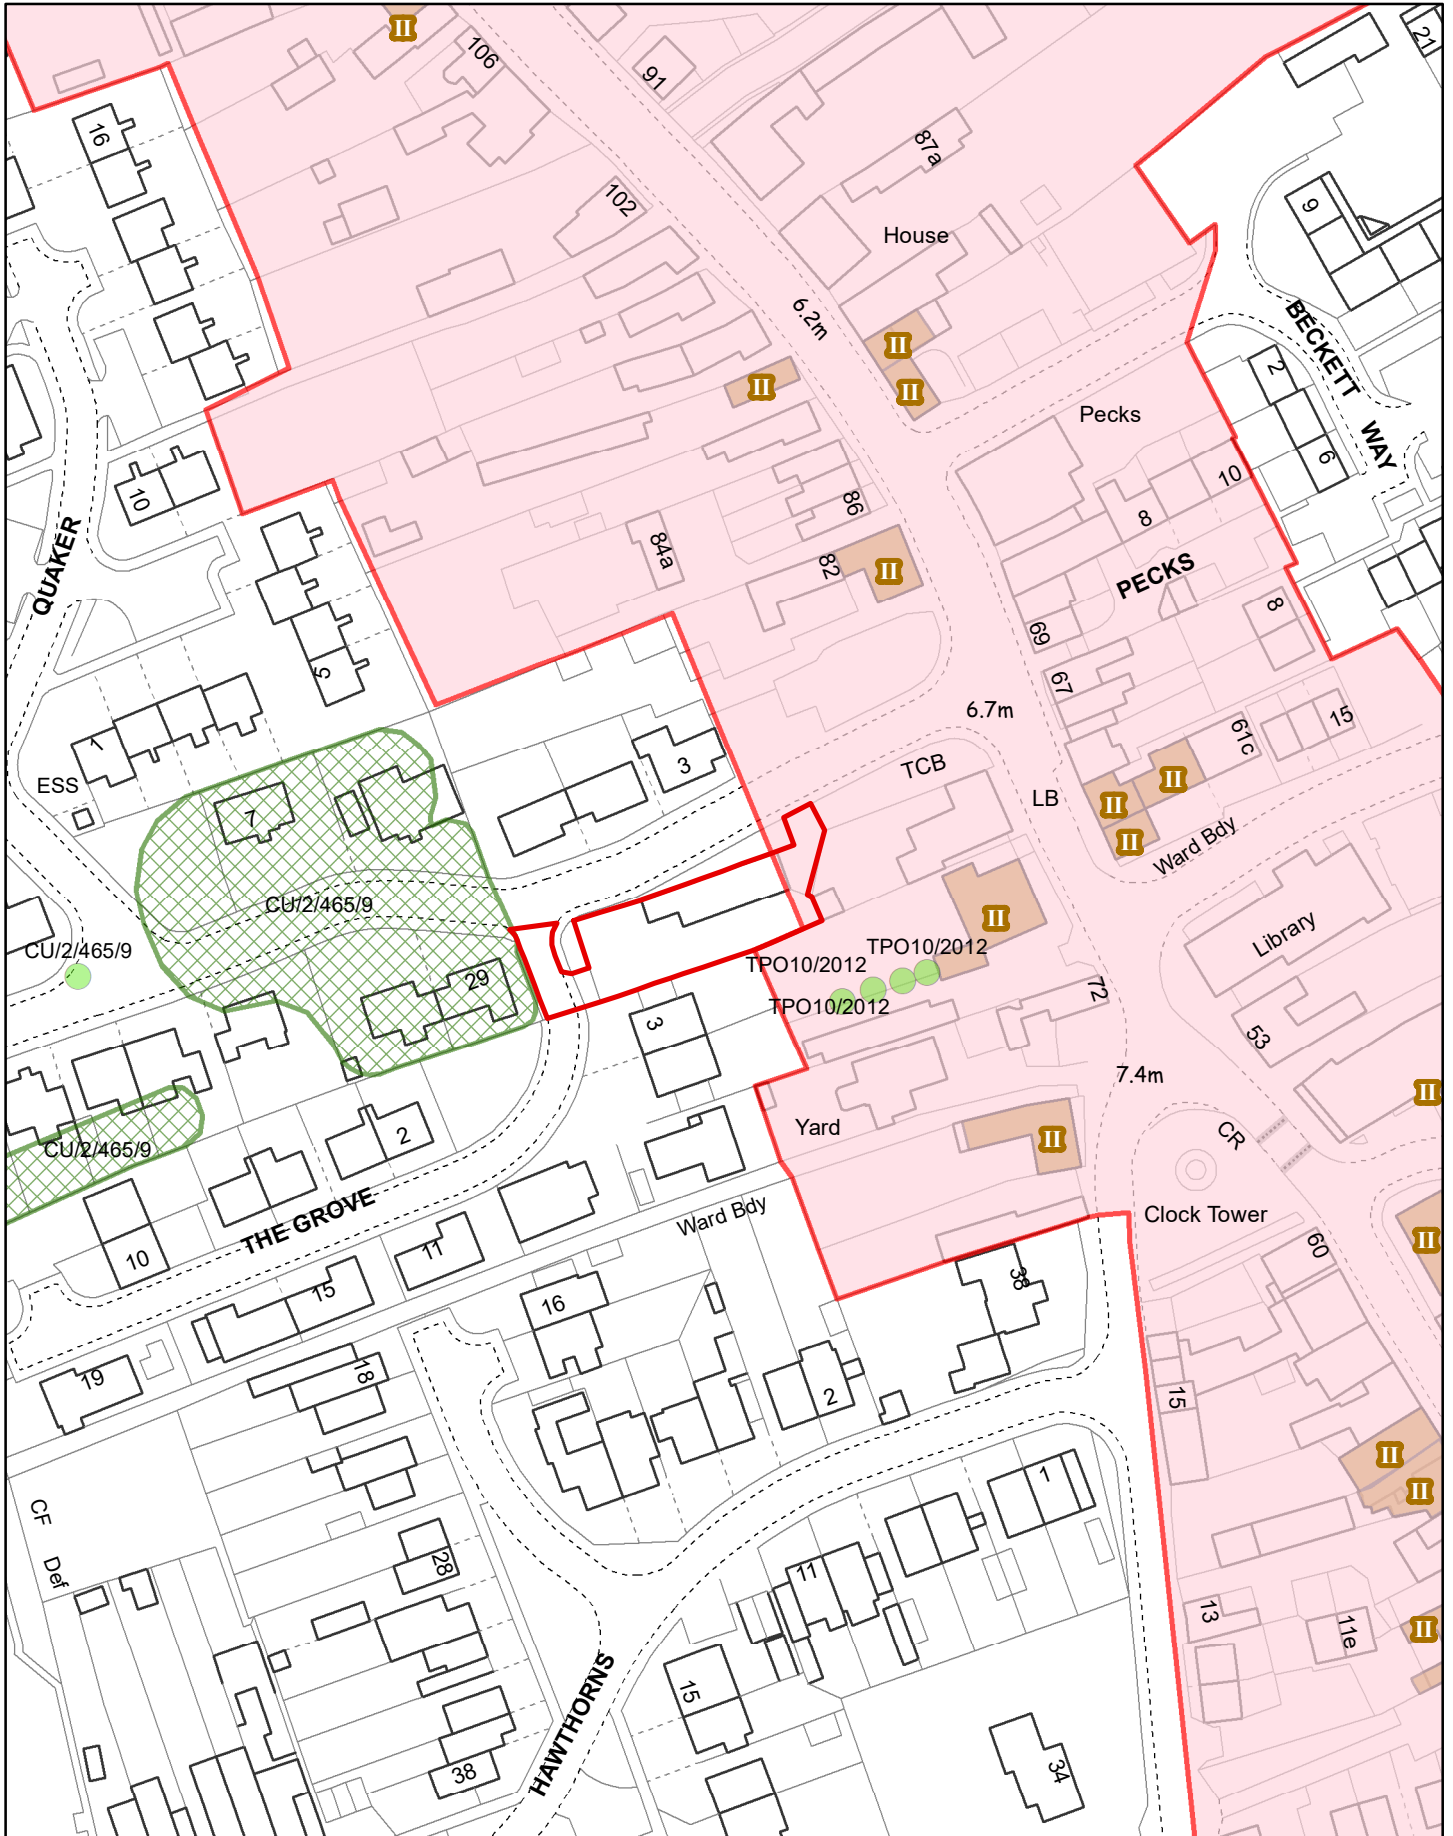 II
106
91
21
16
87a
102
9
House
6.2m
II
BECKETT
II
II
2
WAY
Pecks
6
10
10
86
8
QUAKER
84a
82
II
PECKS
8
69
5
67
6.7m
15
61c
1
3
TCB
II
ESS
LB
II
7
II
Ward Bdy
CU/2/465/9
II
Library
CU/2/465/9
TPO10/2012
TPO10/2012
29
72
TPO10/2012
3
53
7.4m
II
Yard
CR
2
II
CU/2/465/9
THE GROVE
Ward Bdy
Clock Tower
II
10
11
60
15
38
16
18
19
2
15
II
1
II
CF
Def
28
11
13
11e
II
HAWTHORNS
15
38
34